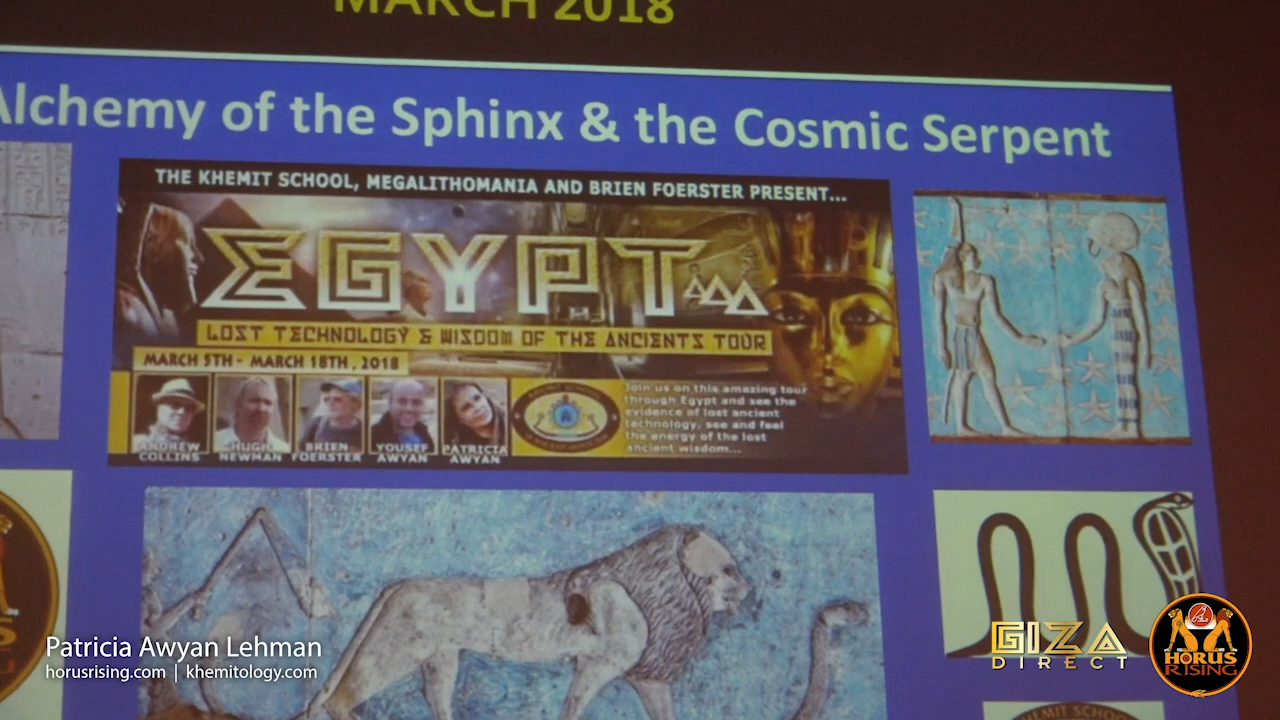 MARCH 2018
Alchemy of the Sphinx & the Cosmic Serpent
THE KHEMIT SCHOOL, MEGALITHOMANIA AND BRIEN FOERSTER PRESENT...
EGYPT
LOST TECHNOLOGY & WISDOM OF THE ANCIENTS TOUR
MARCH 5TH - MARCH 18TH, 2018
ANDREW COLLINS
HUGH NEWMAN
BRIEN FOERSTER
YOUSEF AWYAN
PATRICIA AWYAN
Join us on this amazing tour
through Egypt and see the
evidence of lost ancient
technology, see and feel
the energy of the lost
ancient wisdom...
Patricia Awyan Lehman
horusrising.com | khemitology.com
GIZA
DIRECT
HORUS
RISING